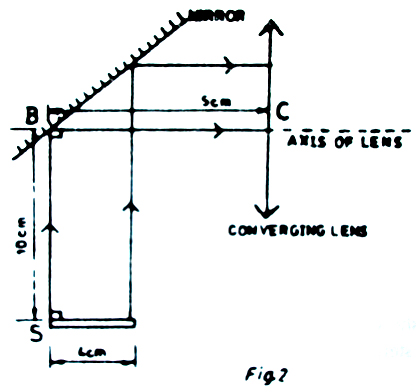 MIRROR
B
5cm
C
AXIS OF LENS
10cm
CONVERGING LENS
S
4cm
Fig.2